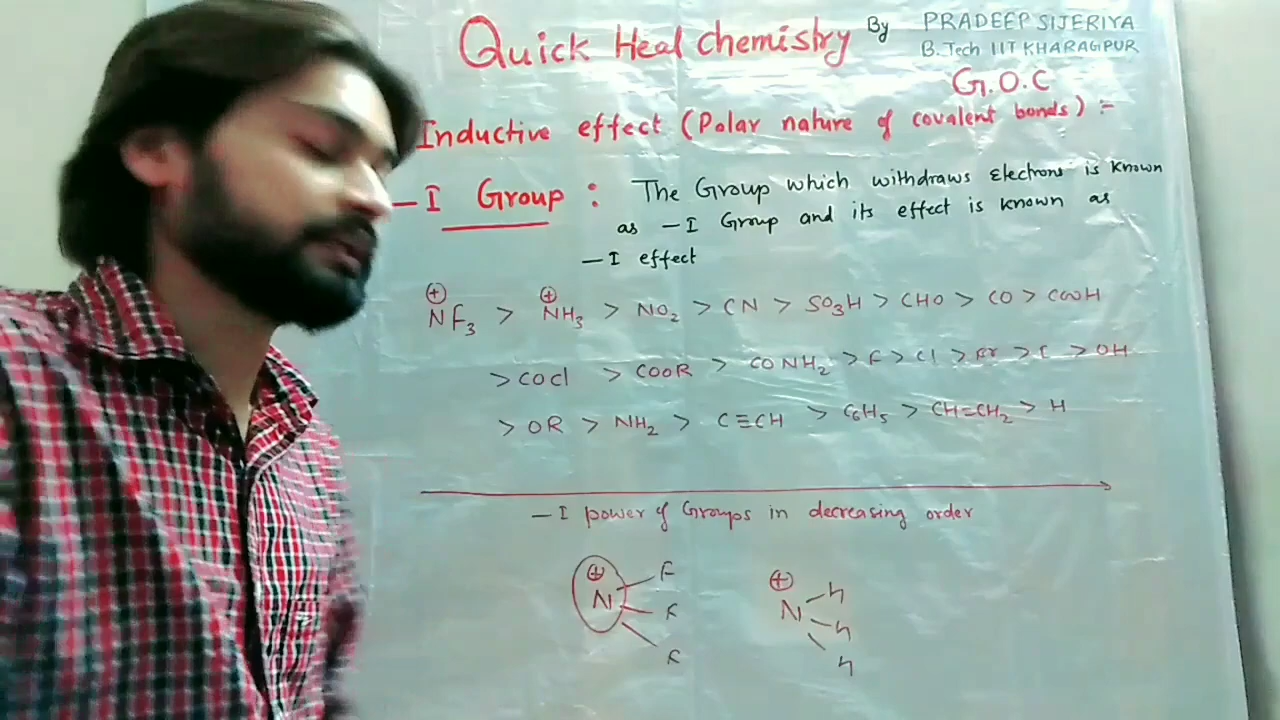 Quick Heal chemistry By PRADEEP SIJERIYA
B.Tech IIT KHARAGPUR
G.O.C
Inductive effect (Polar nature of covalent bonds) :-
-I Group : The Group which withdraws electrons is known
as -I Group and its effect is known as
-I effect
⊕NF₃ > ⊕NH₃ > NO₂ > CN > SO₃H > CHO > CO > COOH
> COCl > COOR > CONH₂ > F > Cl > Br > I > OH
> OR > NH₂ > C≡CH > C₆H₅ > CH=CH₂ > H
-I power of Groups in decreasing order
⊕ F ⊕ H
N F N H
F H